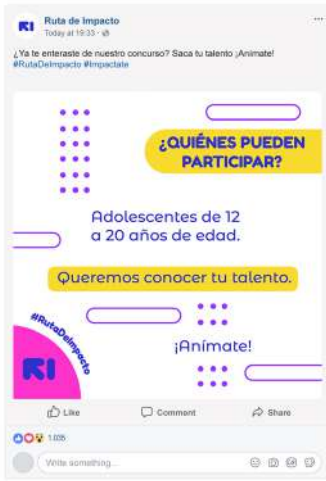 Ruta de Impacto
Today at 19:33
¿Ya te enteraste de nuestro concurso? Saca tu talento ¡Anímate!
#RutaDeImpacto #Impactate
¿QUIÉNES PUEDEN
PARTICIPAR?
Adolescentes de 12
a 20 años de edad.
Queremos conocer tu talento.
#RutaDeImpacto
¡Anímate!
RI
Like Comment Share
1.035
Write something...